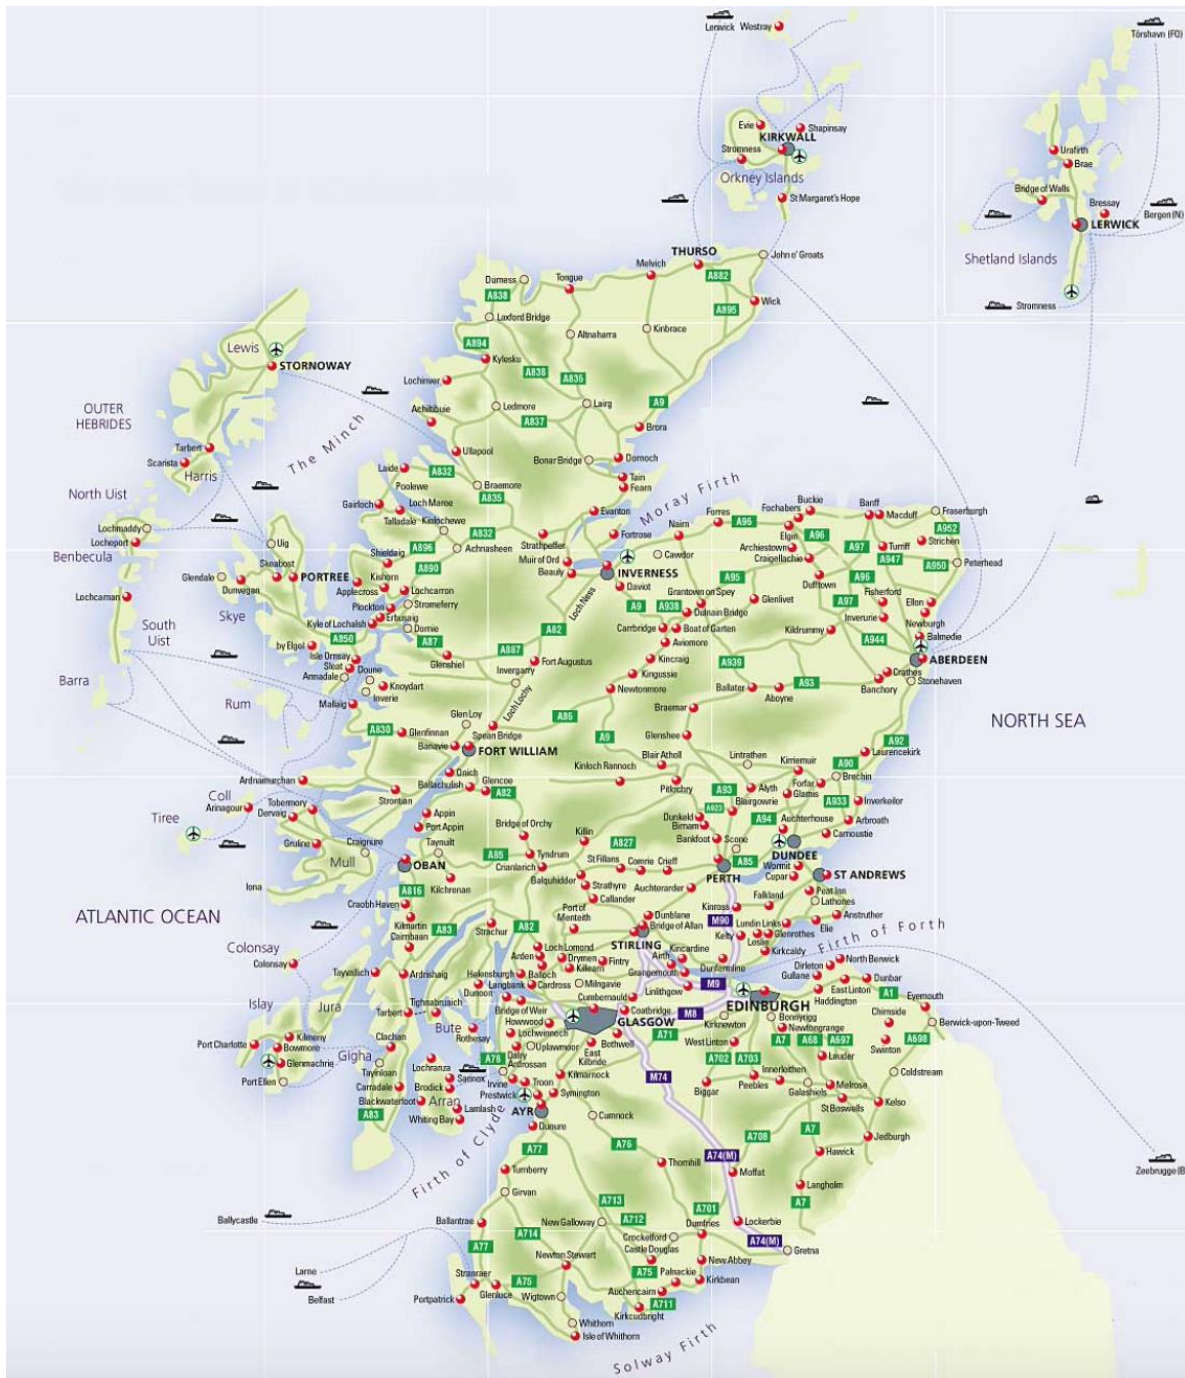 Lerwick
Westray
Tórshavn (FO)
Evie
Shapinsay
KIRKWALL
Stromness
Orkney Islands
St Margaret's Hope
Urafirth
Brae
Bridge of Walls
Bressay
Bergen (N)
LERWICK
Shetland Islands
Stromness
THURSO
John o' Groats
Melvich
A882
Durness
Tongue
A838
Wick
A895
Laxford Bridge
Altnaharra
Kinbrace
Lewis
A894
STORNOWAY
Kylesku
A838
A836
Lochinver
A9
OUTER
HEBRIDES
Achiltibuie
Ledmore
Lairg
A837
Brora
The Minch
Tarbert
Ullapool
Scarista
Harris
Bonar Bridge
Dornoch
Laide
A832
Tain
Poolewe
Braemore
Fearn
North Uist
A835
Moray Firth
Gairloch
Loch Maree
Talladale
Kinlochewe
Evanton
Buckie
Banff
Fochabers
Macduff
Fraserburgh
Forres
A96
Lochmaddy
A832
Nairn
Elgin
A96
A952
Locheport
Uig
Shieldaig
A896
Achnasheen
Strathpeffer
Fortrose
Archiestown
A97
Turriff
Strichen
Benbecula
Muir of Ord
Cawdor
Craigellachie
A947
A950
Peterhead
Skeabost
A890
Beauly
INVERNESS
A95
Dufftown
A96
Glendale
PORTREE
Kishorn
Daviot
Grantown on Spey
Dunvegan
Applecross
Lochcarron
Loch Ness
Glenlivet
Fisherford
Lochcaman
Stromeferry
A9
A938
A97
Ellon
Skye
Plockton
Dulnain Bridge
Inverurie
Newburgh
South
Uist
Kyle of Lochalsh
Erbusaig
Dornie
A82
Carrbridge
Boat of Garten
Kildrummy
A944
Balmedie
A850
A87
A887
Aviemore
by Elgol
Isle Ornsay
Glenshiel
Fort Augustus
Kincraig
A939
ABERDEEN
Sleat
Doune
Invergarry
Kingussie
Crathes
Barra
Armadale
Knoydart
Newtonmore
Ballater
A93
Banchory
Stonehaven
Inverie
Loch Lochy
Aboyne
Rum
Mallaig
A86
Braemar
NORTH SEA
A830
Glenfinnan
Glen Loy
Spean Bridge
A9
Glenshee
A92
Banavie
FORT WILLIAM
Blair Atholl
Lintrathen
Laurencekirk
Kinloch Rannoch
Kirriemuir
A90
Onich
Glencoe
Brechin
Ardnamurchan
Ballachulish
Pitlochry
A93
Alyth
Forfar
Coll
Strontian
A82
Glamis
A933
Inverkeilor
Arinagour
Tobermory
Blairgowrie
Dervaig
A923
Tiree
Appin
Dunkeld
A94
Auchterhouse
Arbroath
Port Appin
Bridge of Orchy
Birnam
Carnoustie
Gruline
Craignure
Taynuilt
Killin
A827
Bankfoot
Scone
DUNDEE
Mull
OBAN
A85
Tyndrum
St Fillans
Comrie
Crieff
A85
Wormit
Crianlarich
PERTH
Cupar
ST ANDREWS
Iona
A816
Kilchrenan
Balquhidder
Strathyre
Auchterarder
Peat Inn
Craobh Haven
Callander
Falkland
Lathones
Port of
Menteith
Kinross
ATLANTIC OCEAN
Kilmartin
A83
Strachur
A82
Dunblane
M90
Lundin Links
Anstruther
Cairnbaan
Bridge of Allan
Elie
STIRLING
Kelty
Glenrothes
Colonsay
Loch Lomond
Kincardine
Leslie
Firth of Forth
Arden
Drymen
Fintry
Airth
Kirkcaldy
Colonsay
Tayvallich
Ardrishaig
Helensburgh
Balloch
Killearn
Grangemouth
Dunfermline
Dirleton
North Berwick
Gullane
Dunbar
Langbank
Cardross
Milngavie
Linlithgow
M9
Dunoon
Cumbernauld
EDINBURGH
East Linton
A1
Islay
Jura
Tighnabruaich
Haddington
Eyemouth
Tarbert
Bridge of Weir
Coatbridge
M8
Bonnyrigg
Bute
Howwood
GLASGOW
Kirknewton
Chirnside
Berwick-upon-Tweed
Rothesay
A71
A7
Newtongrange
Kilmeny
Clachan
Lochwinnoch
Bothwell
West Linton
A68
A697
A698
Port Charlotte
Bowmore
Gigha
A78
Dalry
Uplawmoor
East
Kilbride
A702
A703
Lauder
Swinton
Glenmachrie
Tayinloan
Lochranza
Ardrossan
M74
Innerleithen
Coldstream
Port Ellen
Carradale
Brodick
Sannox
Irvine
Troon
Kilmarnock
Peebles
Melrose
Blackwaterfoot
Arran
Prestwick
Symington
Biggar
Galashiels
A83
Lamlash
AYR
St Boswells
Kelso
Whiting Bay
Cumnock
Firth of Clyde
Dunure
A7
A77
A76
A708
Jedburgh
A74(M)
Hawick
Turnberry
Thornhill
Moffat
Zeebrugge (B
Girvan
A713
Langholm
A701
A7
Ballycastle
Ballantrae
New Galloway
A712
Dumfries
Lockerbie
A714
Crocketford
A74(M)
A77
Castle Douglas
Gretna
Newton Stewart
New Abbey
Larne
Stranraer
A75
A75
Palnackie
Kirkbean
Belfast
Portpatrick
Glenluce
Wigtown
Auchencairn
A711
Kirkcudbright
Whithorn
Isle of Whithorn
Solway Firth